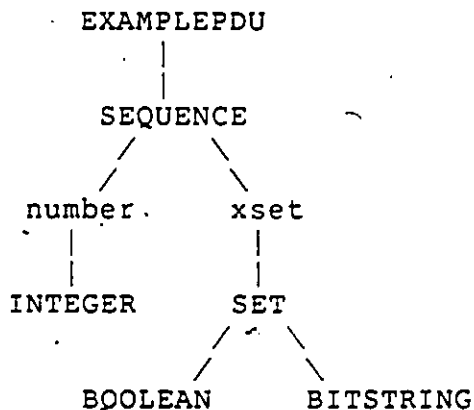 EXAMPLEPDU
SEQUENCE
number xset
INTEGER SET
BOOLEAN BITSTRING